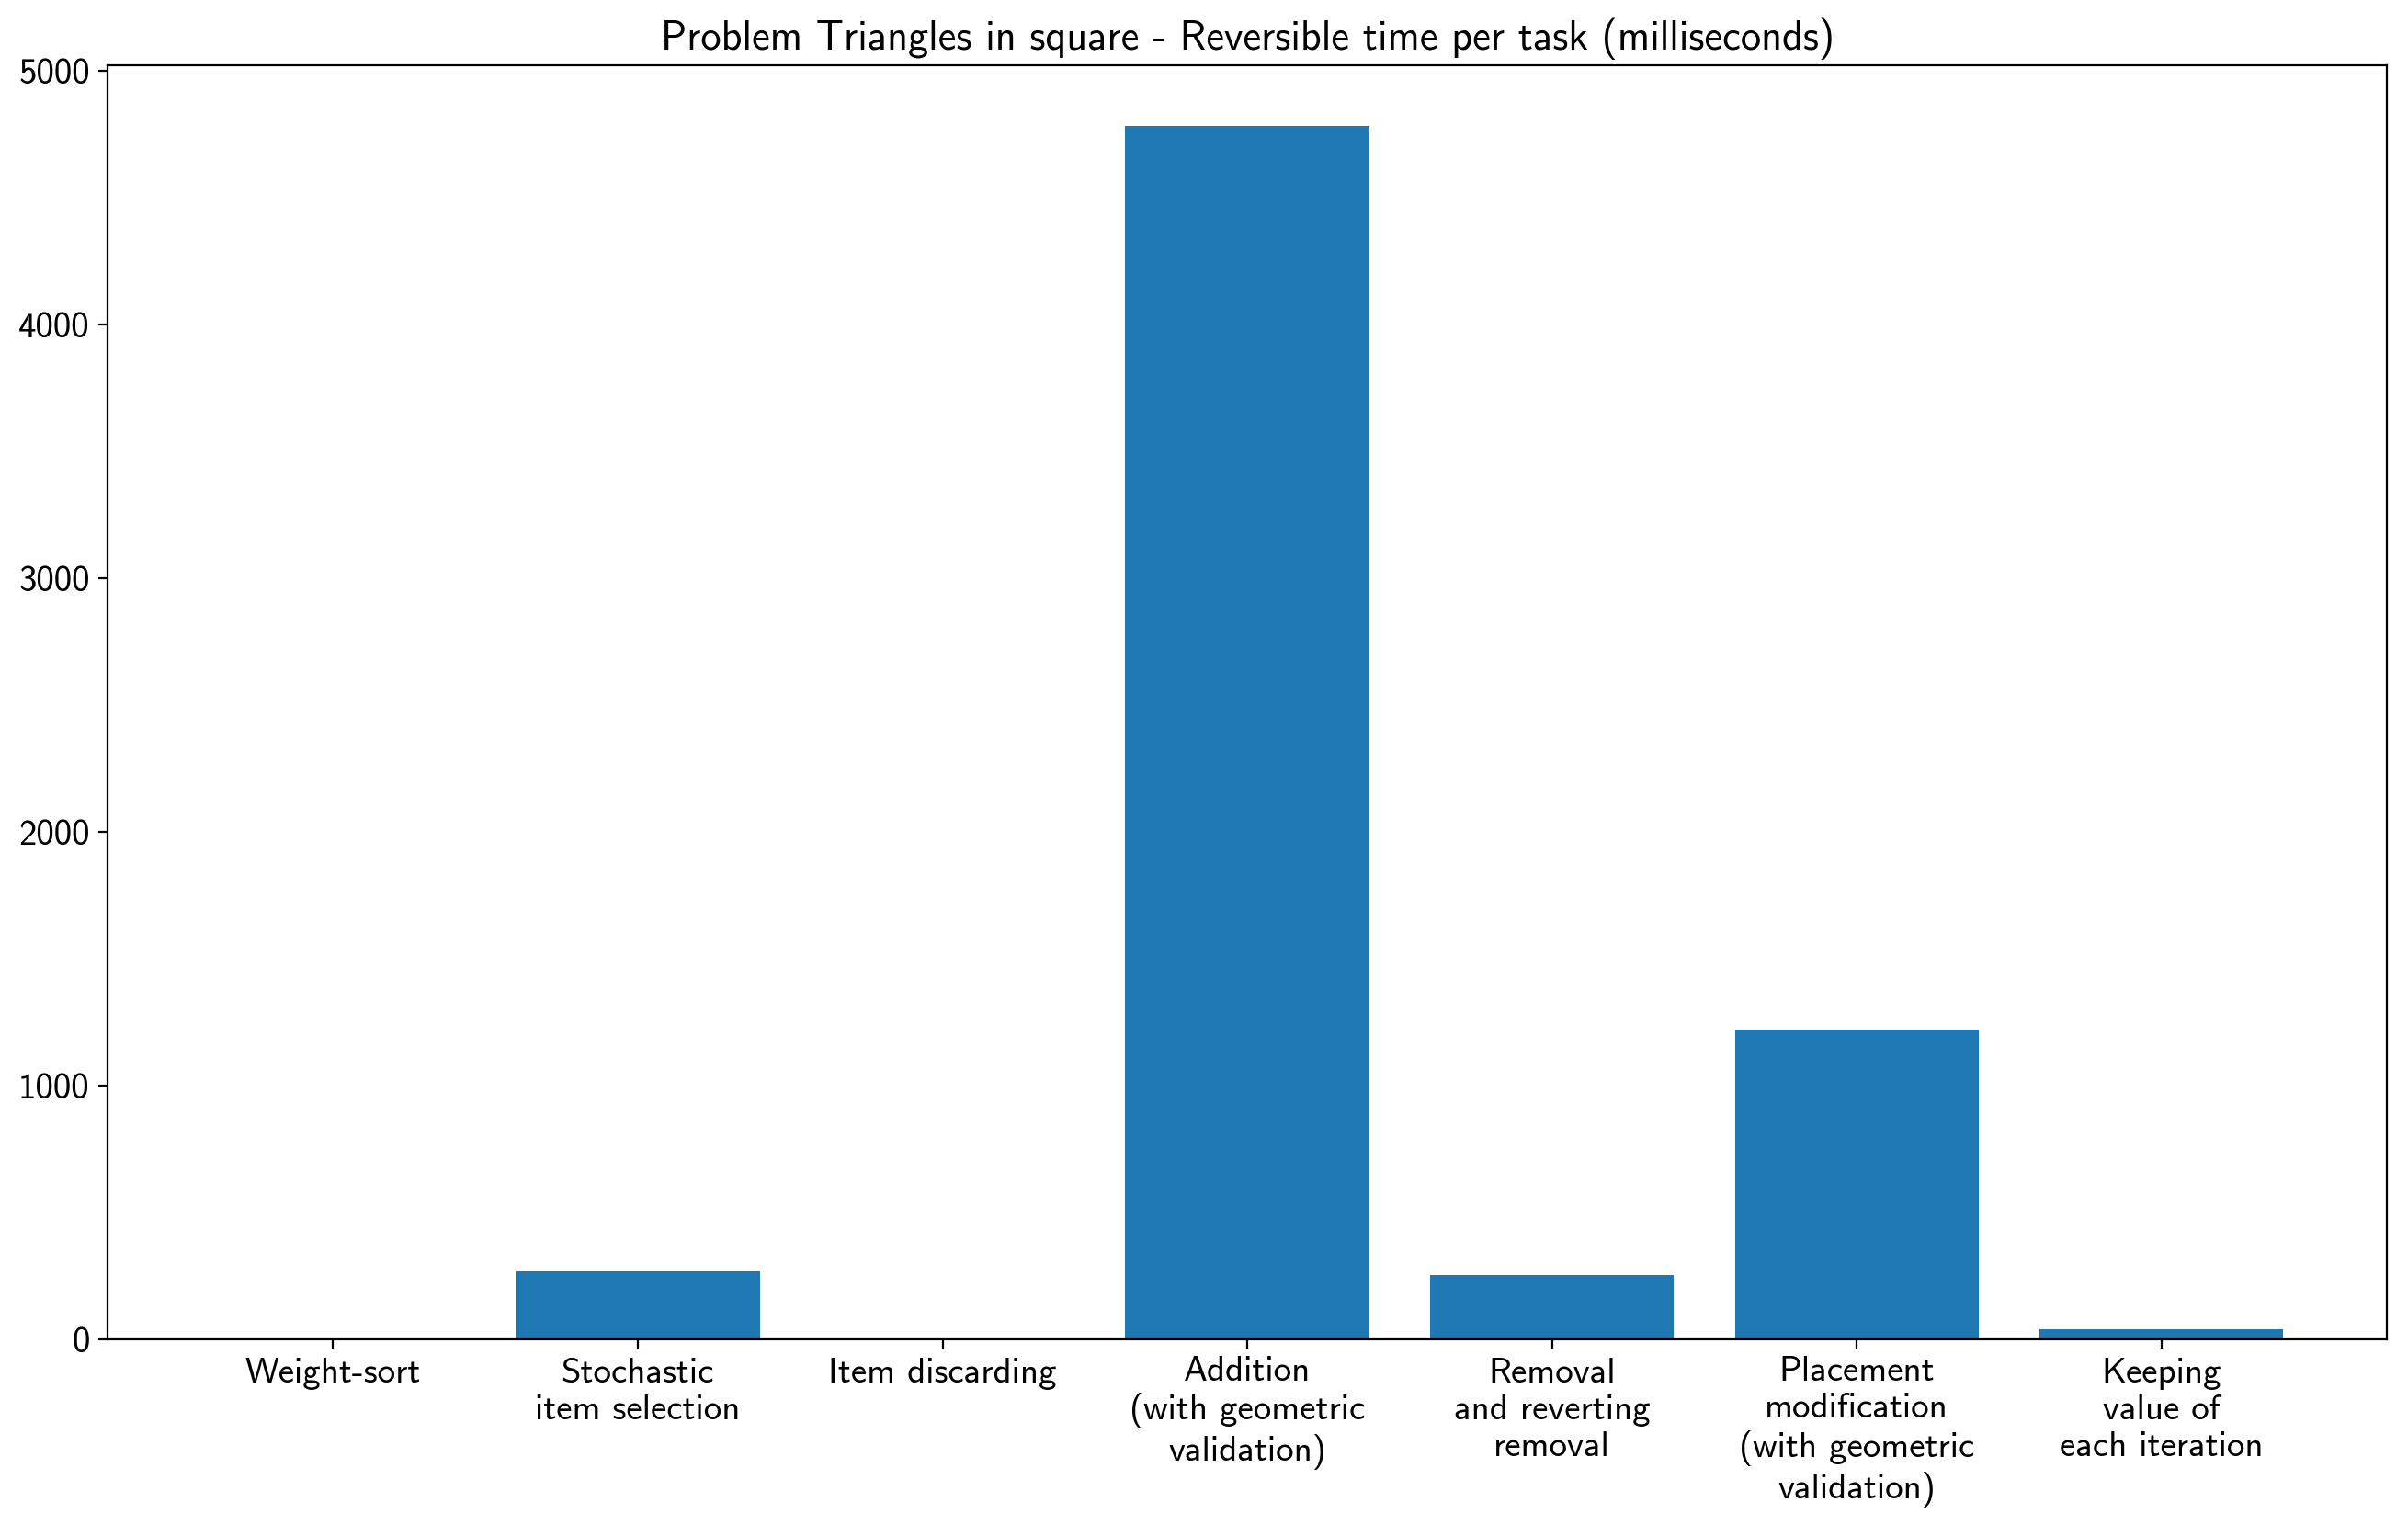 Problem Triangles in square - Reversible time per task (milliseconds)
5000
4000
3000
2000
1000
0
Weight-sort
Stochastic
item selection
Item discarding
Addition
(with geometric
validation)
Removal
and reverting
removal
Placement
modification
(with geometric
validation)
Keeping
value of
each iteration